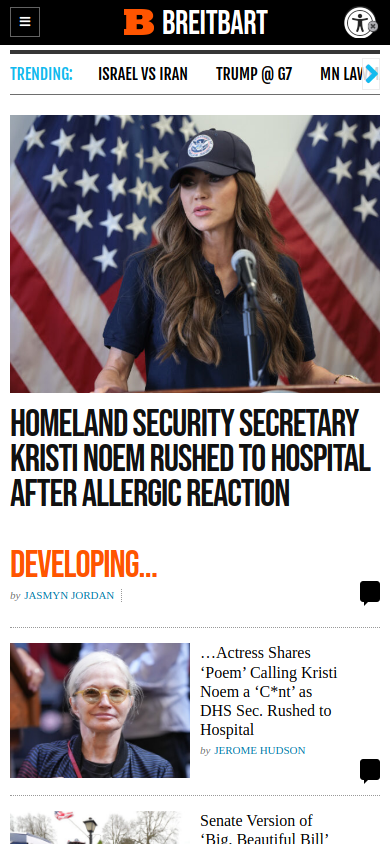 BREITBART
TRENDING: ISRAEL VS IRAN TRUMP @ G7 MN LAW
HOMELAND SECURITY SECRETARY
KRISTI NOEM RUSHED TO HOSPITAL
AFTER ALLERGIC REACTION
DEVELOPING...
by JASMYN JORDAN
…Actress Shares
‘Poem’ Calling Kristi
Noem a ‘C*nt’ as
DHS Sec. Rushed to
Hospital
by JEROME HUDSON
Senate Version of
‘Big, Beautiful Bill’